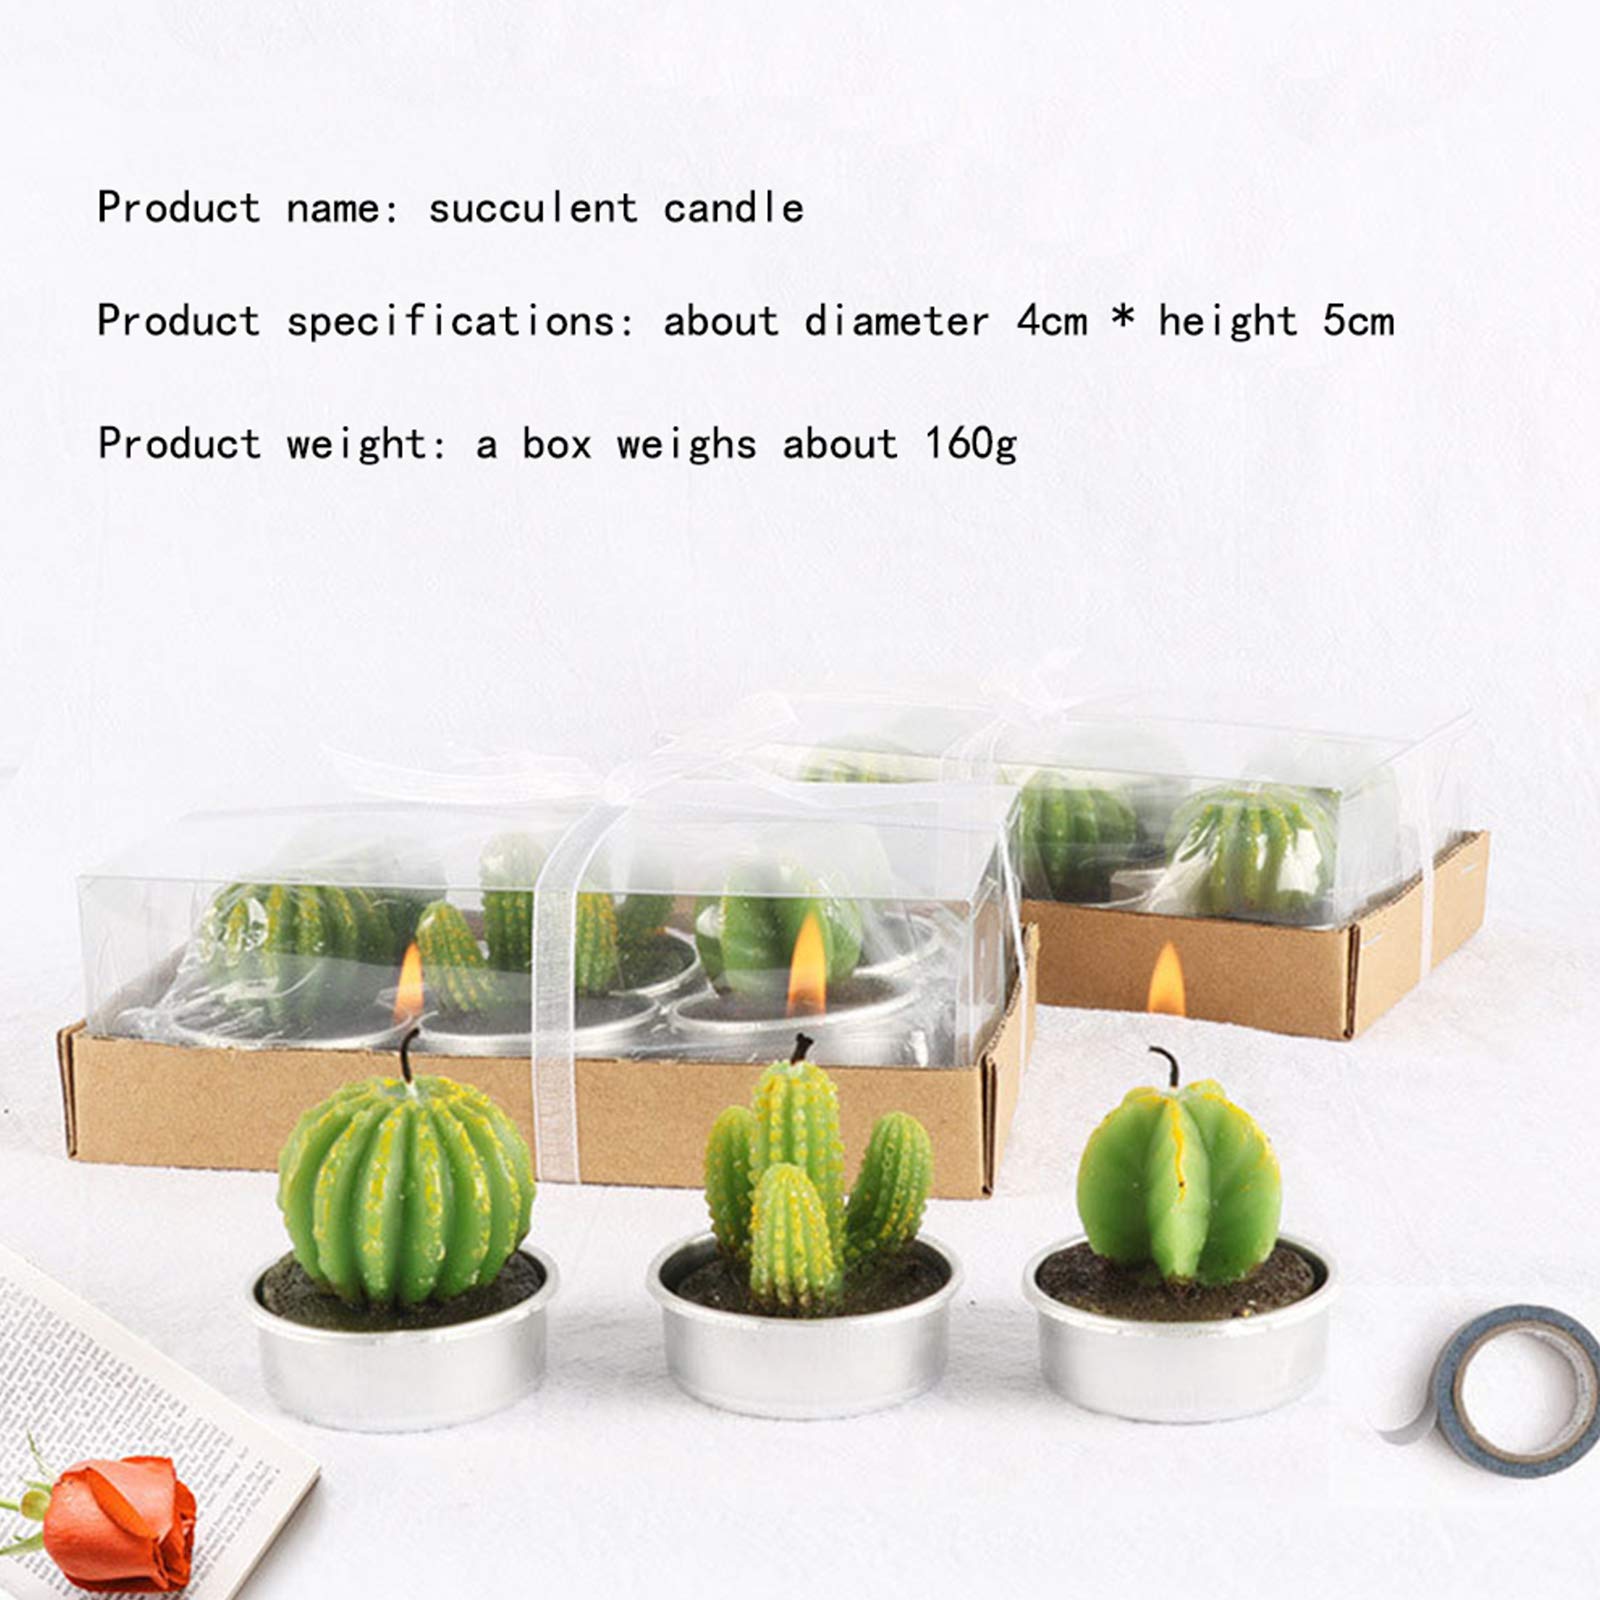 Product name: succulent candle
Product specifications: about diameter 4cm * height 5cm
Product weight: a box weighs about 160g